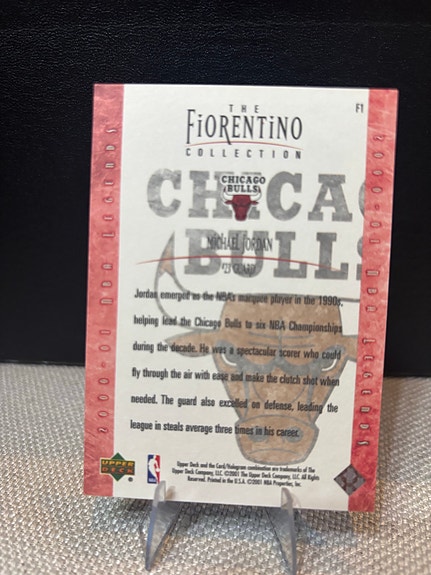 F1
THE
FiORENTiNO
COLLECTION
CHICAGO
BULLS
CHICA
BULLS
MICHAEL JORDAN
#23 GUARD
Jordan emerged as the NBA's marquee player in the 1990s,
helping lead the Chicago Bulls to six NBA Championships
during the decade. He was a spectacular scorer who could
fly through the air with ease and make the clutch shot when
needed. The guard also excelled on defense, leading the
league in steals average three times in his career.
2000-01 NBA LEGENDS
2000-01 NBA LEGENDS
UPPER
DECK
NBA
Upper Deck and the Card/Hologram combination are trademarks of The
Upper Deck Company, LLC. ©2001 The Upper Deck Company, LLC. All Rights
Reserved. Printed in the U.S.A. ©2001 NBA Properties, Inc.